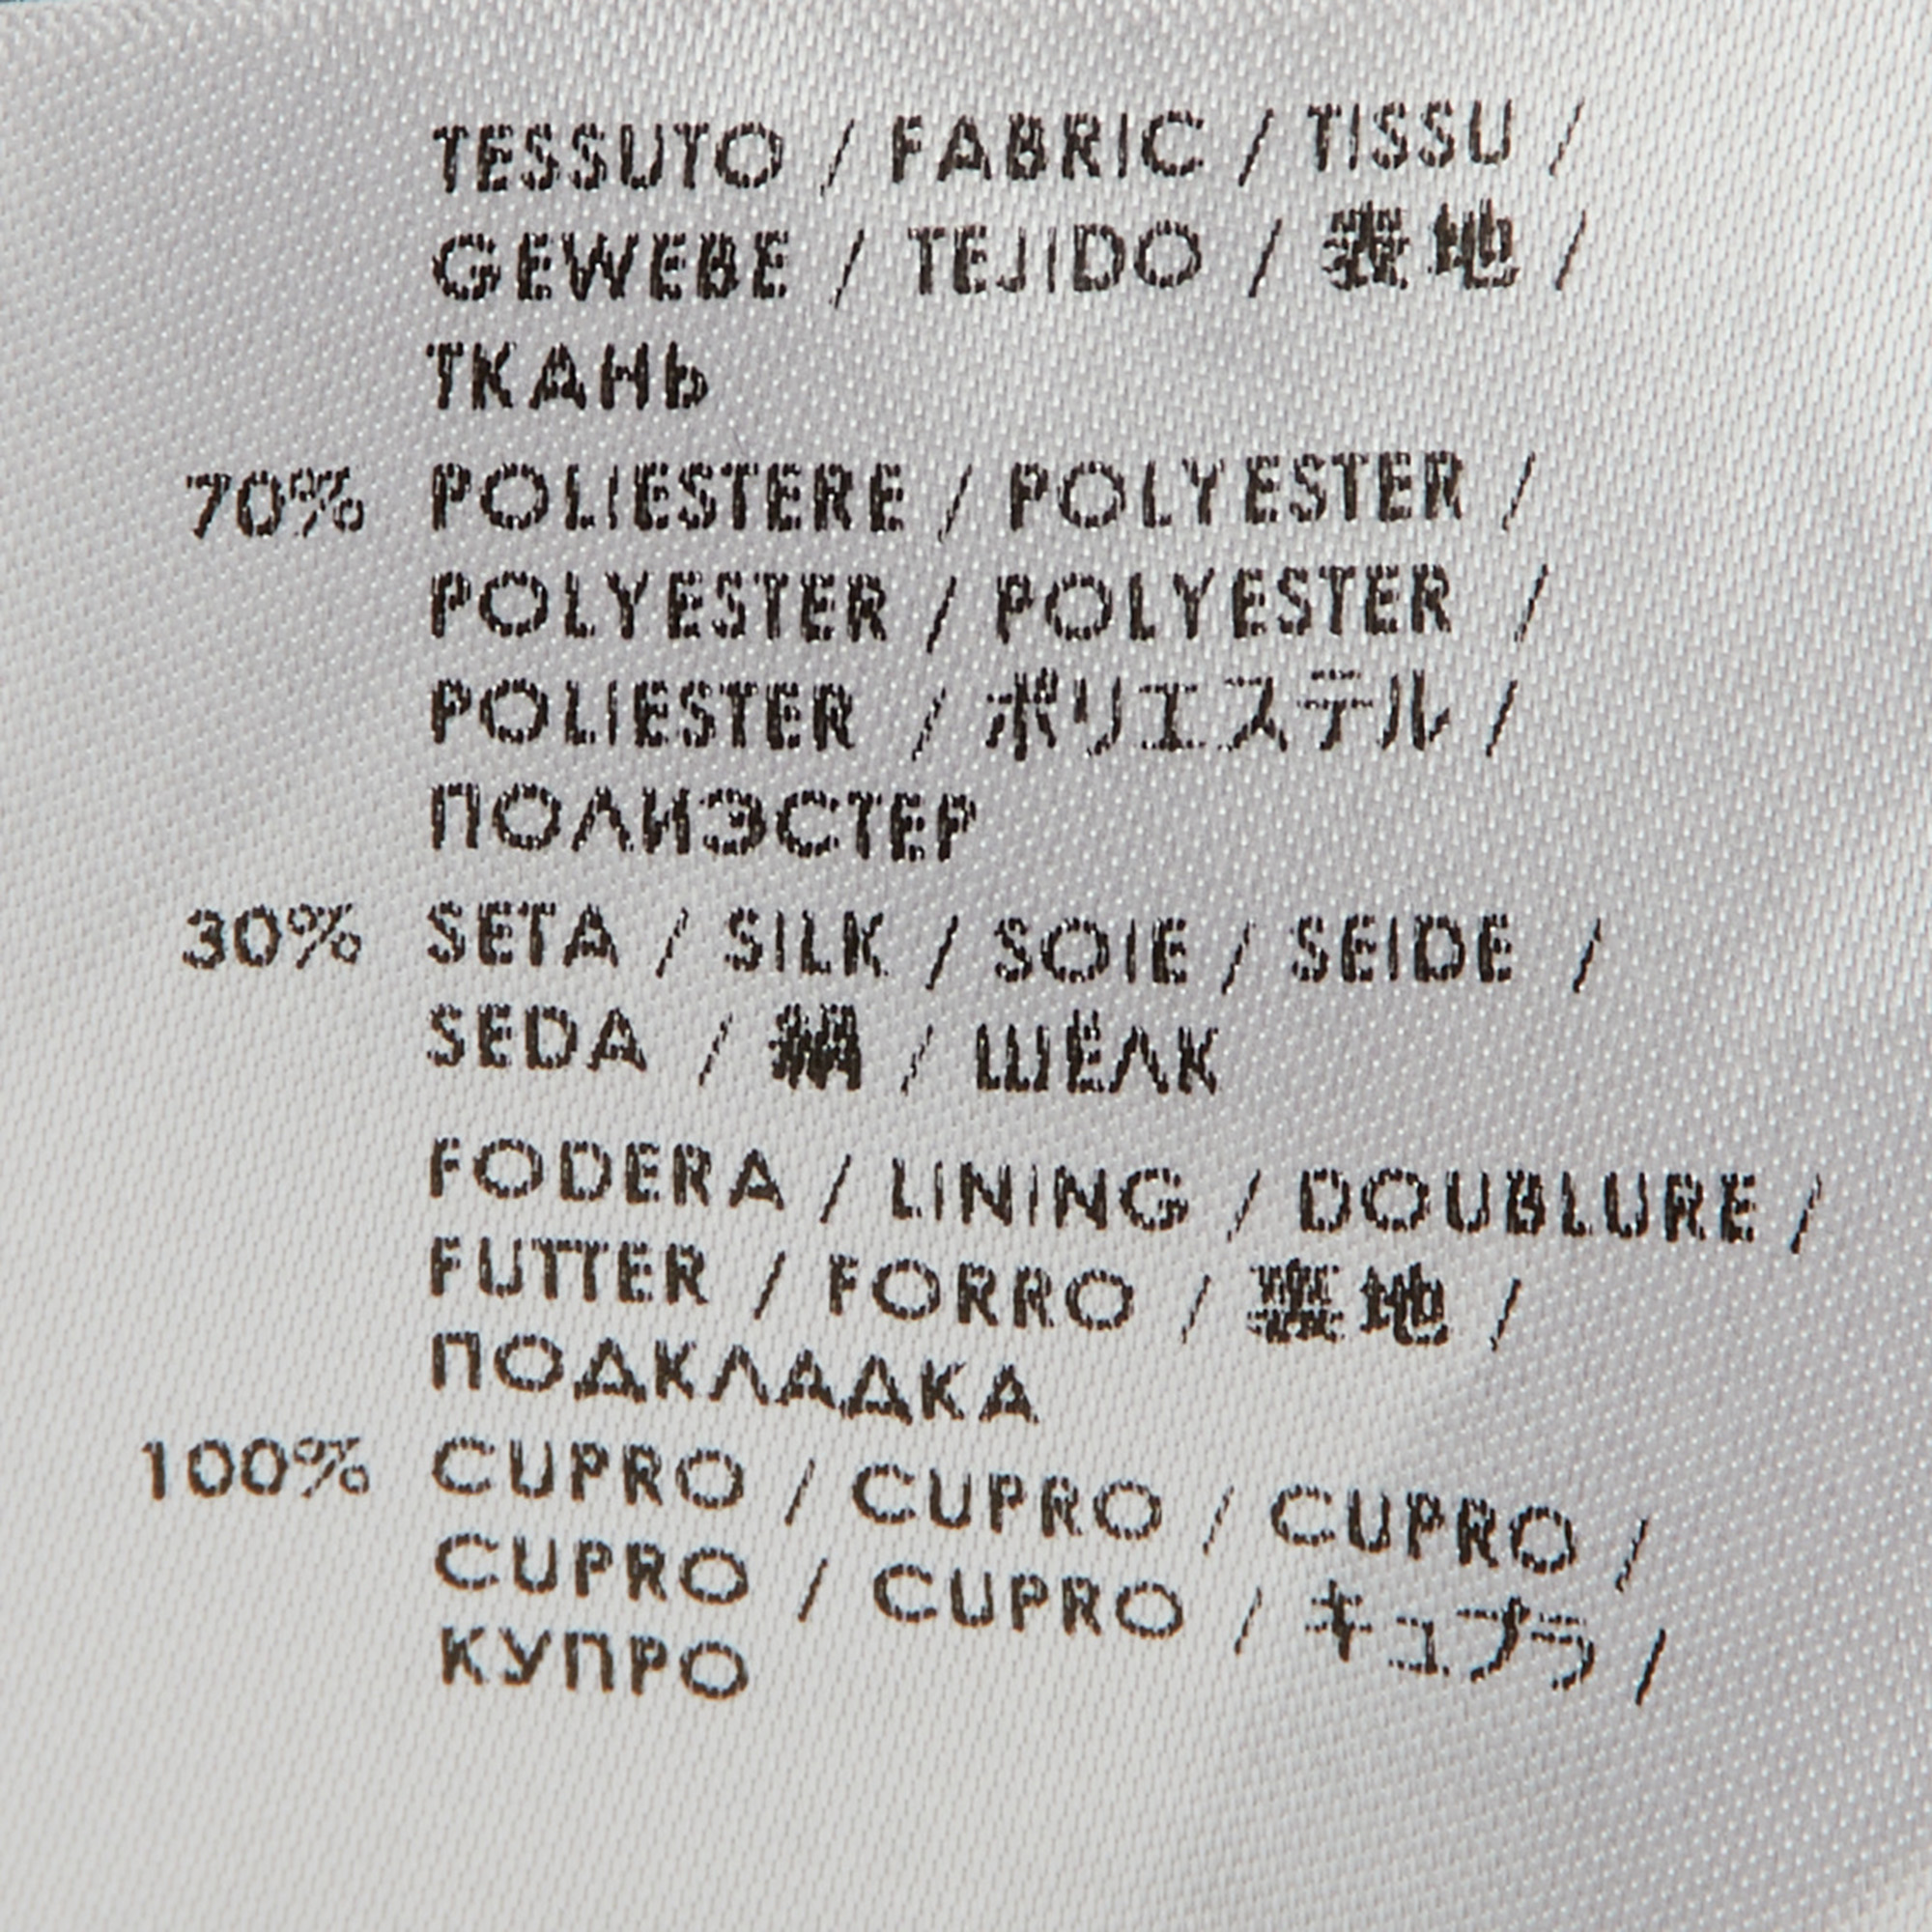 TESSUTO / FABRIC / TISSU /
GEWEBE / TEJIDO / 表地 /
ТКАНЬ
70% POLIESTERE / POLYESTER /
POLYESTER / POLYESTER /
POLIESTER / ポリエステル /
ПОЛИЭСТЕР
30% SETA / SILK / SOIE / SEIDE /
SEDA / 絹 / ШЁЛК
FODERA / LINING / DOUBLURE /
FUTTER / FORRO / 裏地 /
ПОДКЛАДКА
100% CUPRO / CUPRO / CUPRO /
CUPRO / CUPRO / キュプラ /
КУПРО